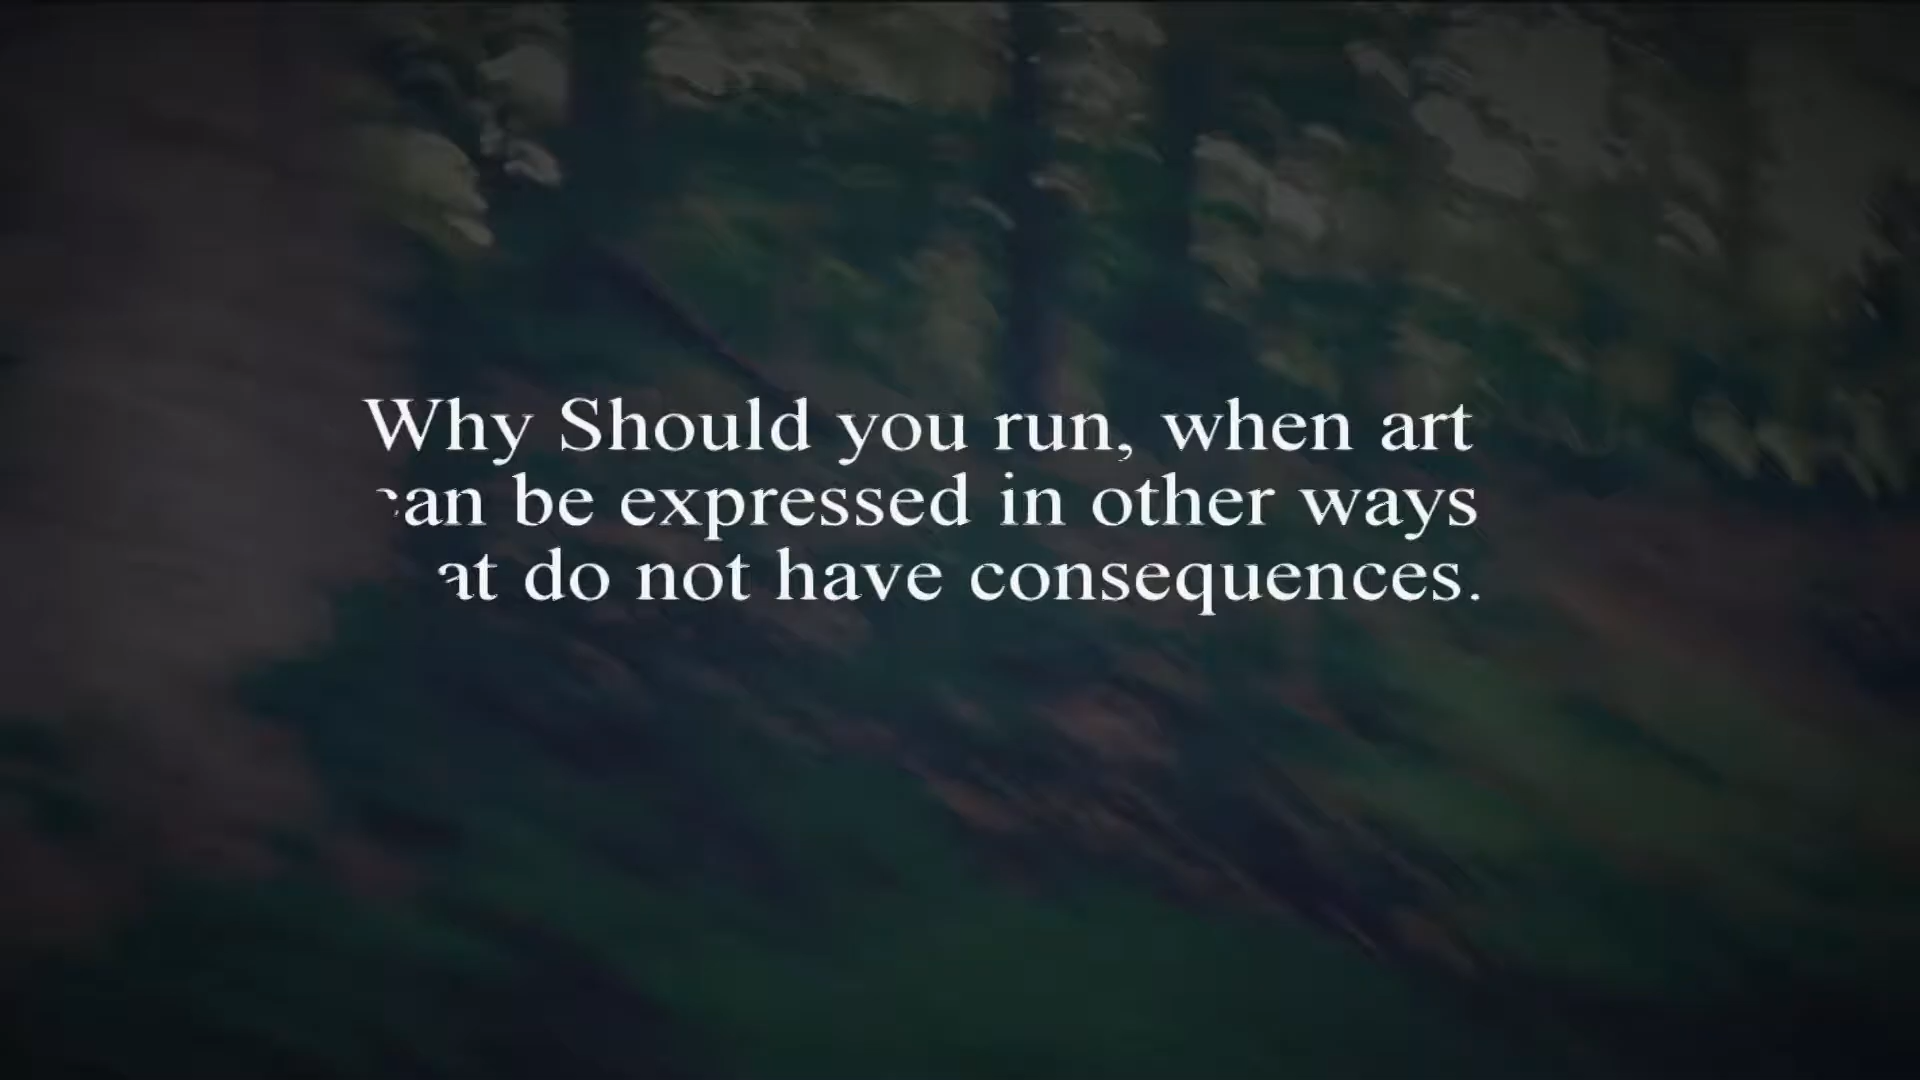 Why Should you run, when art
can be expressed in other ways
at do not have consequences.